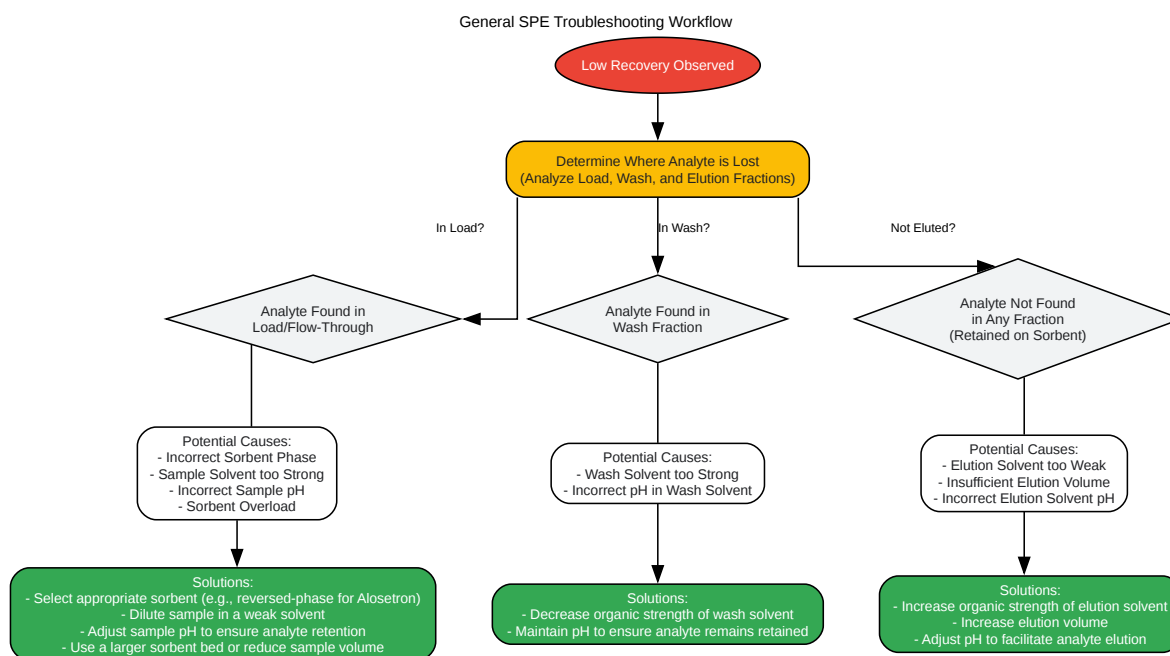 General SPE Troubleshooting Workflow
Low Recovery Observed
Determine Where Analyte is Lost
(Analyze Load, Wash, and Elution Fractions)
In Load?
In Wash?
Not Eluted?
Analyte Found in
Load/Flow-Through
Analyte Found in
Wash Fraction
Analyte Not Found
in Any Fraction
(Retained on Sorbent)
Potential Causes:
- Incorrect Sorbent Phase
- Sample Solvent too Strong
- Incorrect Sample pH
- Sorbent Overload
Potential Causes:
- Wash Solvent too Strong
- Incorrect pH in Wash Solvent
Potential Causes:
- Elution Solvent too Weak
- Insufficient Elution Volume
- Incorrect Elution Solvent pH
Solutions:
- Select appropriate sorbent (e.g., reversed-phase for Alosetron)
- Dilute sample in a weak solvent
- Adjust sample pH to ensure analyte retention
- Use a larger sorbent bed or reduce sample volume
Solutions:
- Decrease organic strength of wash solvent
- Maintain pH to ensure analyte remains retained
Solutions:
- Increase organic strength of elution solvent
- Increase elution volume
- Adjust pH to facilitate analyte elution